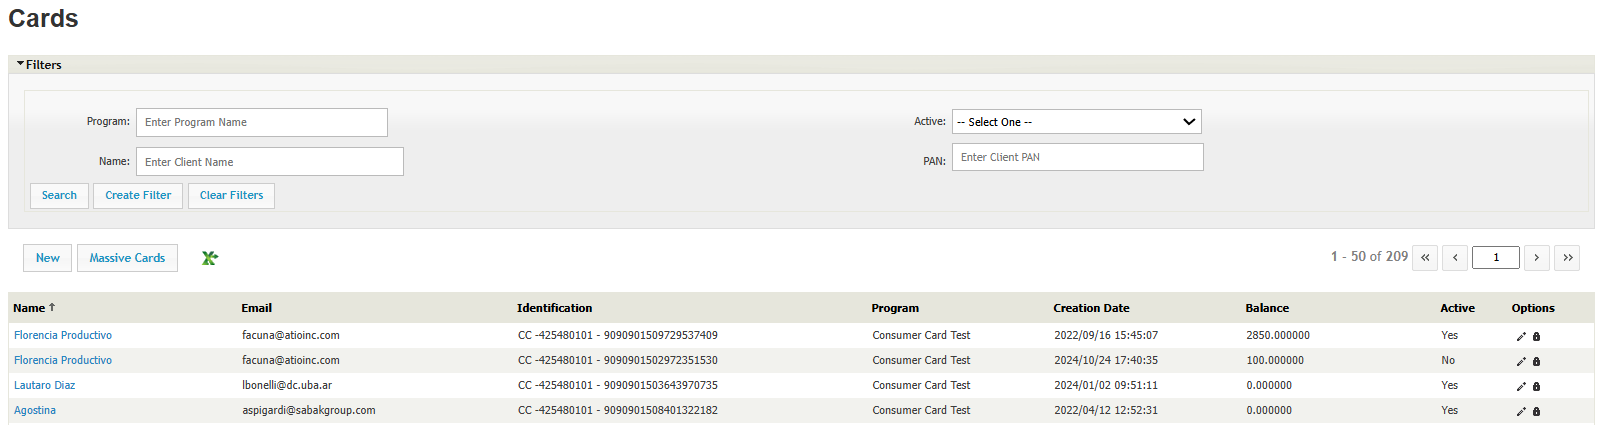 Cards
Filters
Program: Enter Program Name Active: -- Select One --
Name: Enter Client Name PAN: Enter Client PAN
Search Create Filter Clear Filters
New Massive Cards 1 - 50 of 209 << < 1 > >>
Name ↑ Email Identification Program Creation Date Balance Active Options
Florencia Productivo facuna@atioinc.com CC -425480101 - 9090901509729537409 Consumer Card Test 2022/09/16 15:45:07 2850.000000 Yes
Florencia Productivo facuna@atioinc.com CC -425480101 - 9090901502972351530 Consumer Card Test 2024/10/24 17:40:35 100.000000 No
Lautaro Diaz lbonelli@dc.uba.ar CC -425480101 - 9090901503643970735 Consumer Card Test 2024/01/02 09:51:11 0.000000 Yes
Agostina aspigardi@sabakgroup.com CC -425480101 - 9090901508401322182 Consumer Card Test 2022/04/12 12:52:31 0.000000 Yes